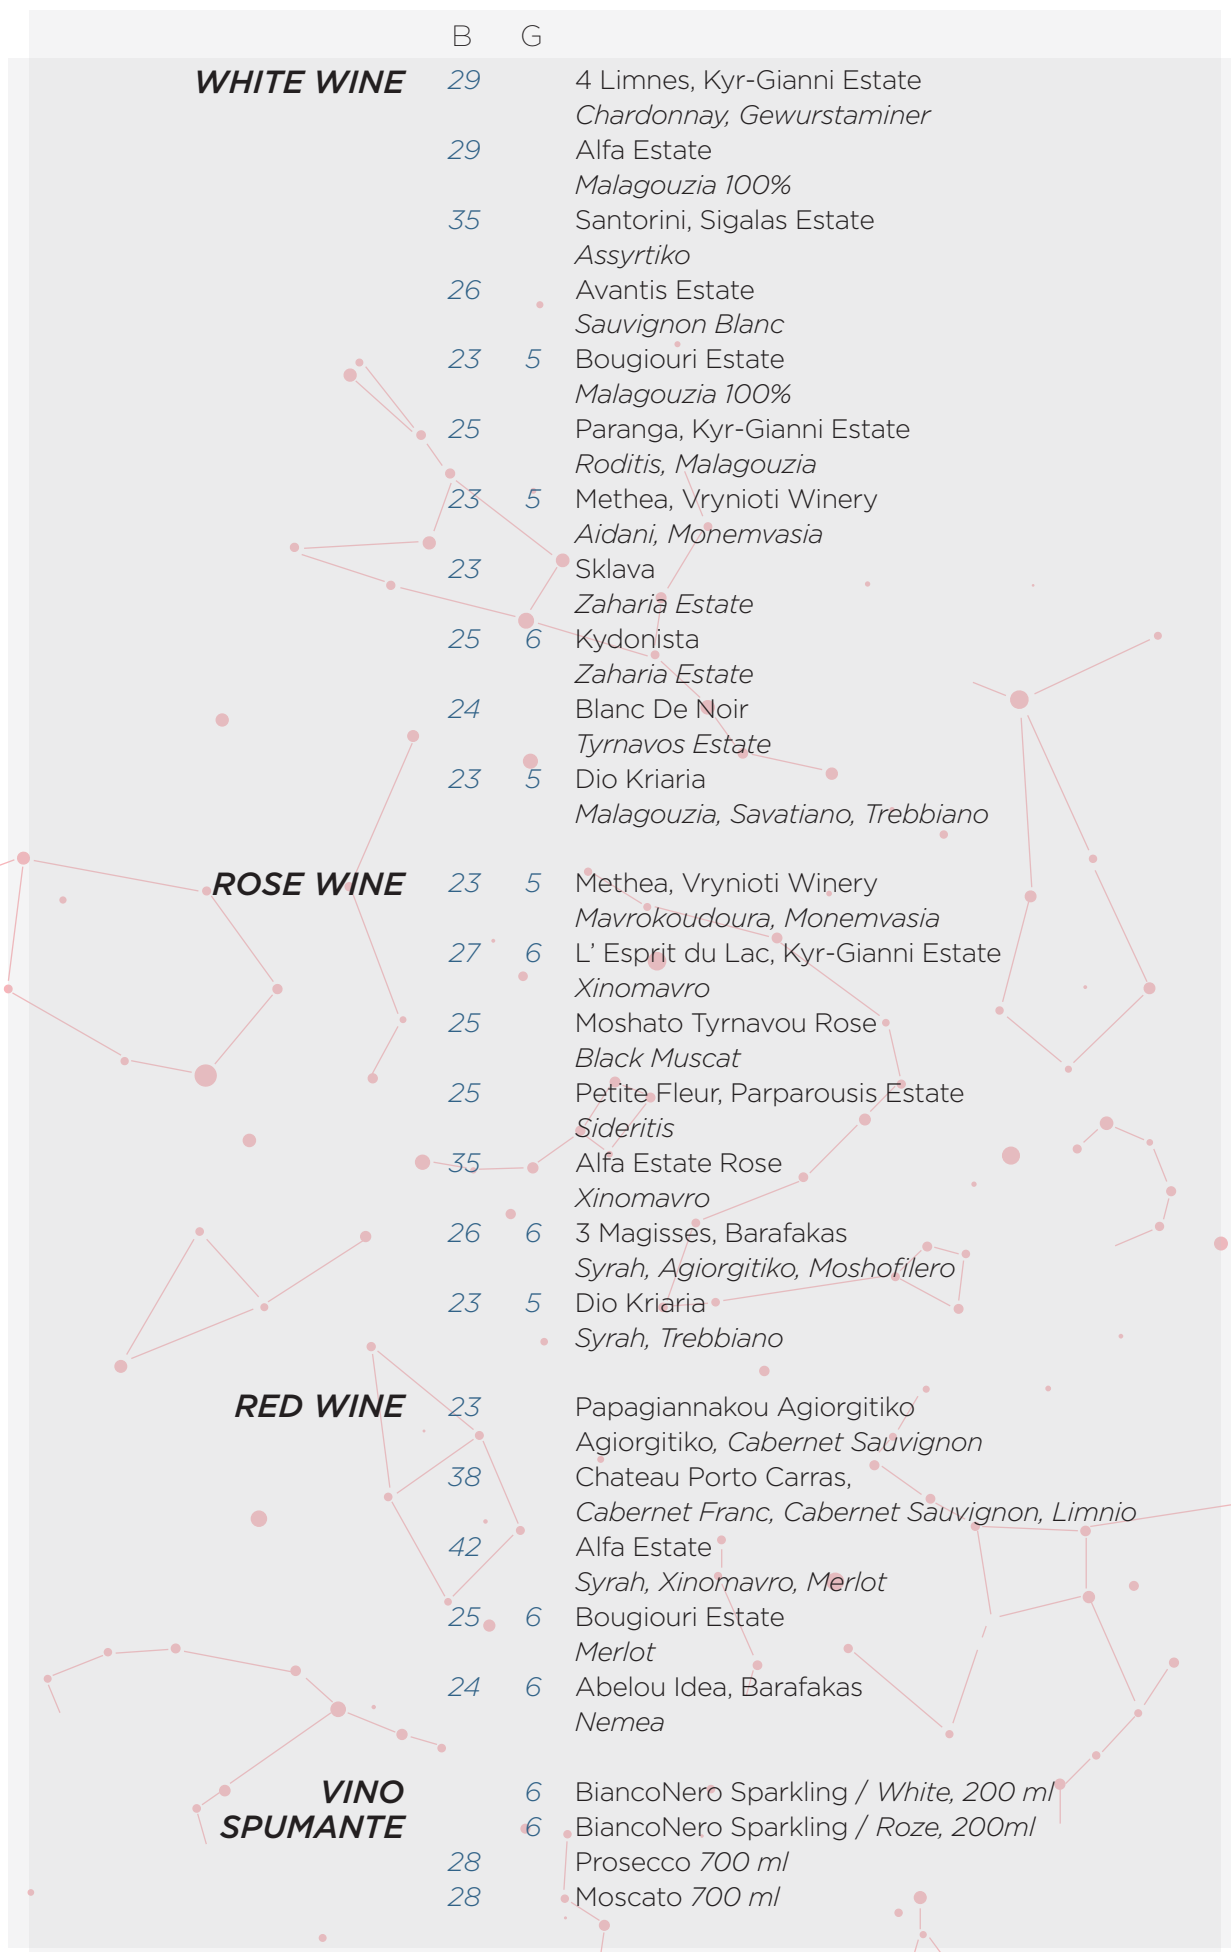 B G
WHITE WINE 29 4 Limnes, Kyr-Gianni Estate
Chardonnay, Gewurstaminer
29 Alfa Estate
Malagouzia 100%
35 Santorini, Sigalas Estate
Assyrtiko
26 Avantis Estate
Sauvignon Blanc
23 5 Bougiouri Estate
Malagouzia 100%
25 Paranga, Kyr-Gianni Estate
Roditis, Malagouzia
23 5 Methea, Vrynioti Winery
Aidani, Monemvasia
23 Sklava
Zaharia Estate
25 6 Kydonista
Zaharia Estate
24 Blanc De Noir
Tyrnavos Estate
23 5 Dio Kriaria
Malagouzia, Savatiano, Trebbiano
ROSE WINE 23 5 Methea, Vrynioti Winery
Mavrokoudoura, Monemvasia
27 6 L' Esprit du Lac, Kyr-Gianni Estate
Xinomavro
25 Moshato Tyrnavou Rose
Black Muscat
25 Petite Fleur, Parparousis Estate
Sideritis
35 Alfa Estate Rose
Xinomavro
26 6 3 Magisses, Barafakas
Syrah, Agiorgitiko, Moshofilero
23 5 Dio Kriaria
Syrah, Trebbiano
RED WINE 23 Papagiannakou Agiorgitiko
Agiorgitiko, Cabernet Sauvignon
38 Chateau Porto Carras,
Cabernet Franc, Cabernet Sauvignon, Limnio
42 Alfa Estate
Syrah, Xinomavro, Merlot
25 6 Bougiouri Estate
Merlot
24 6 Abelou Idea, Barafakas
Nemea
VINO 6 BiancoNero Sparkling / White, 200 ml
SPUMANTE 6 BiancoNero Sparkling / Roze, 200ml
28 Prosecco 700 ml
28 Moscato 700 ml